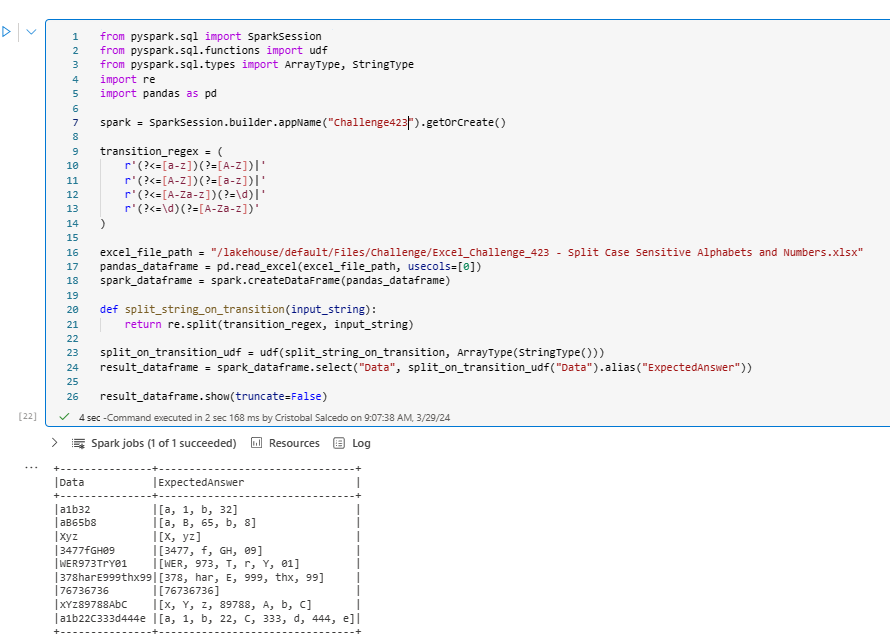 1 from pyspark.sql import SparkSession
2 from pyspark.sql.functions import udf
3 from pyspark.sql.types import ArrayType, StringType
4 import re
5 import pandas as pd
6
7 spark = SparkSession.builder.appName("Challenge423").getOrCreate()
8
9 transition_regex = (
10     r'(?<=[a-z])(?=[A-Z])|'
11     r'(?<=[A-Z])(?=[a-z])|'
12     r'(?<=[A-Za-z])(?=\d)|'
13     r'(?<=\d)(?=[A-Za-z])'
14 )
15
16 excel_file_path = "/lakehouse/default/Files/Challenge/Excel_Challenge_423 - Split Case Sensitive Alphabets and Numbers.xlsx"
17 pandas_dataframe = pd.read_excel(excel_file_path, usecols=[0])
18 spark_dataframe = spark.createDataFrame(pandas_dataframe)
19
20 def split_string_on_transition(input_string):
21     return re.split(transition_regex, input_string)
22
23 split_on_transition_udf = udf(split_string_on_transition, ArrayType(StringType()))
24 result_dataframe = spark_dataframe.select("Data", split_on_transition_udf("Data").alias("ExpectedAnswer"))
25
26 result_dataframe.show(truncate=False)
[22] 4 sec -Command executed in 2 sec 168 ms by Cristobal Salcedo on 9:07:38 AM, 3/29/24
Spark jobs (1 of 1 succeeded) Resources Log
... +---------------+-------------------------------+
|Data           |ExpectedAnswer                 |
+---------------+-------------------------------+
|a1b32          |[a, 1, b, 32]                  |
|aB65b8         |[a, B, 65, b, 8]               |
|Xyz            |[X, yz]                        |
|3477fGH09      |[3477, f, GH, 09]              |
|WER973TrY01    |[WER, 973, T, r, Y, 01]        |
|378harE999thx99|[378, har, E, 999, thx, 99]    |
|76736736       |[76736736]                     |
|xYz89788AbC    |[x, Y, z, 89788, A, b, C]      |
|a1b22C333d444e |[a, 1, b, 22, C, 333, d, 444, e]|
+---------------+-------------------------------+